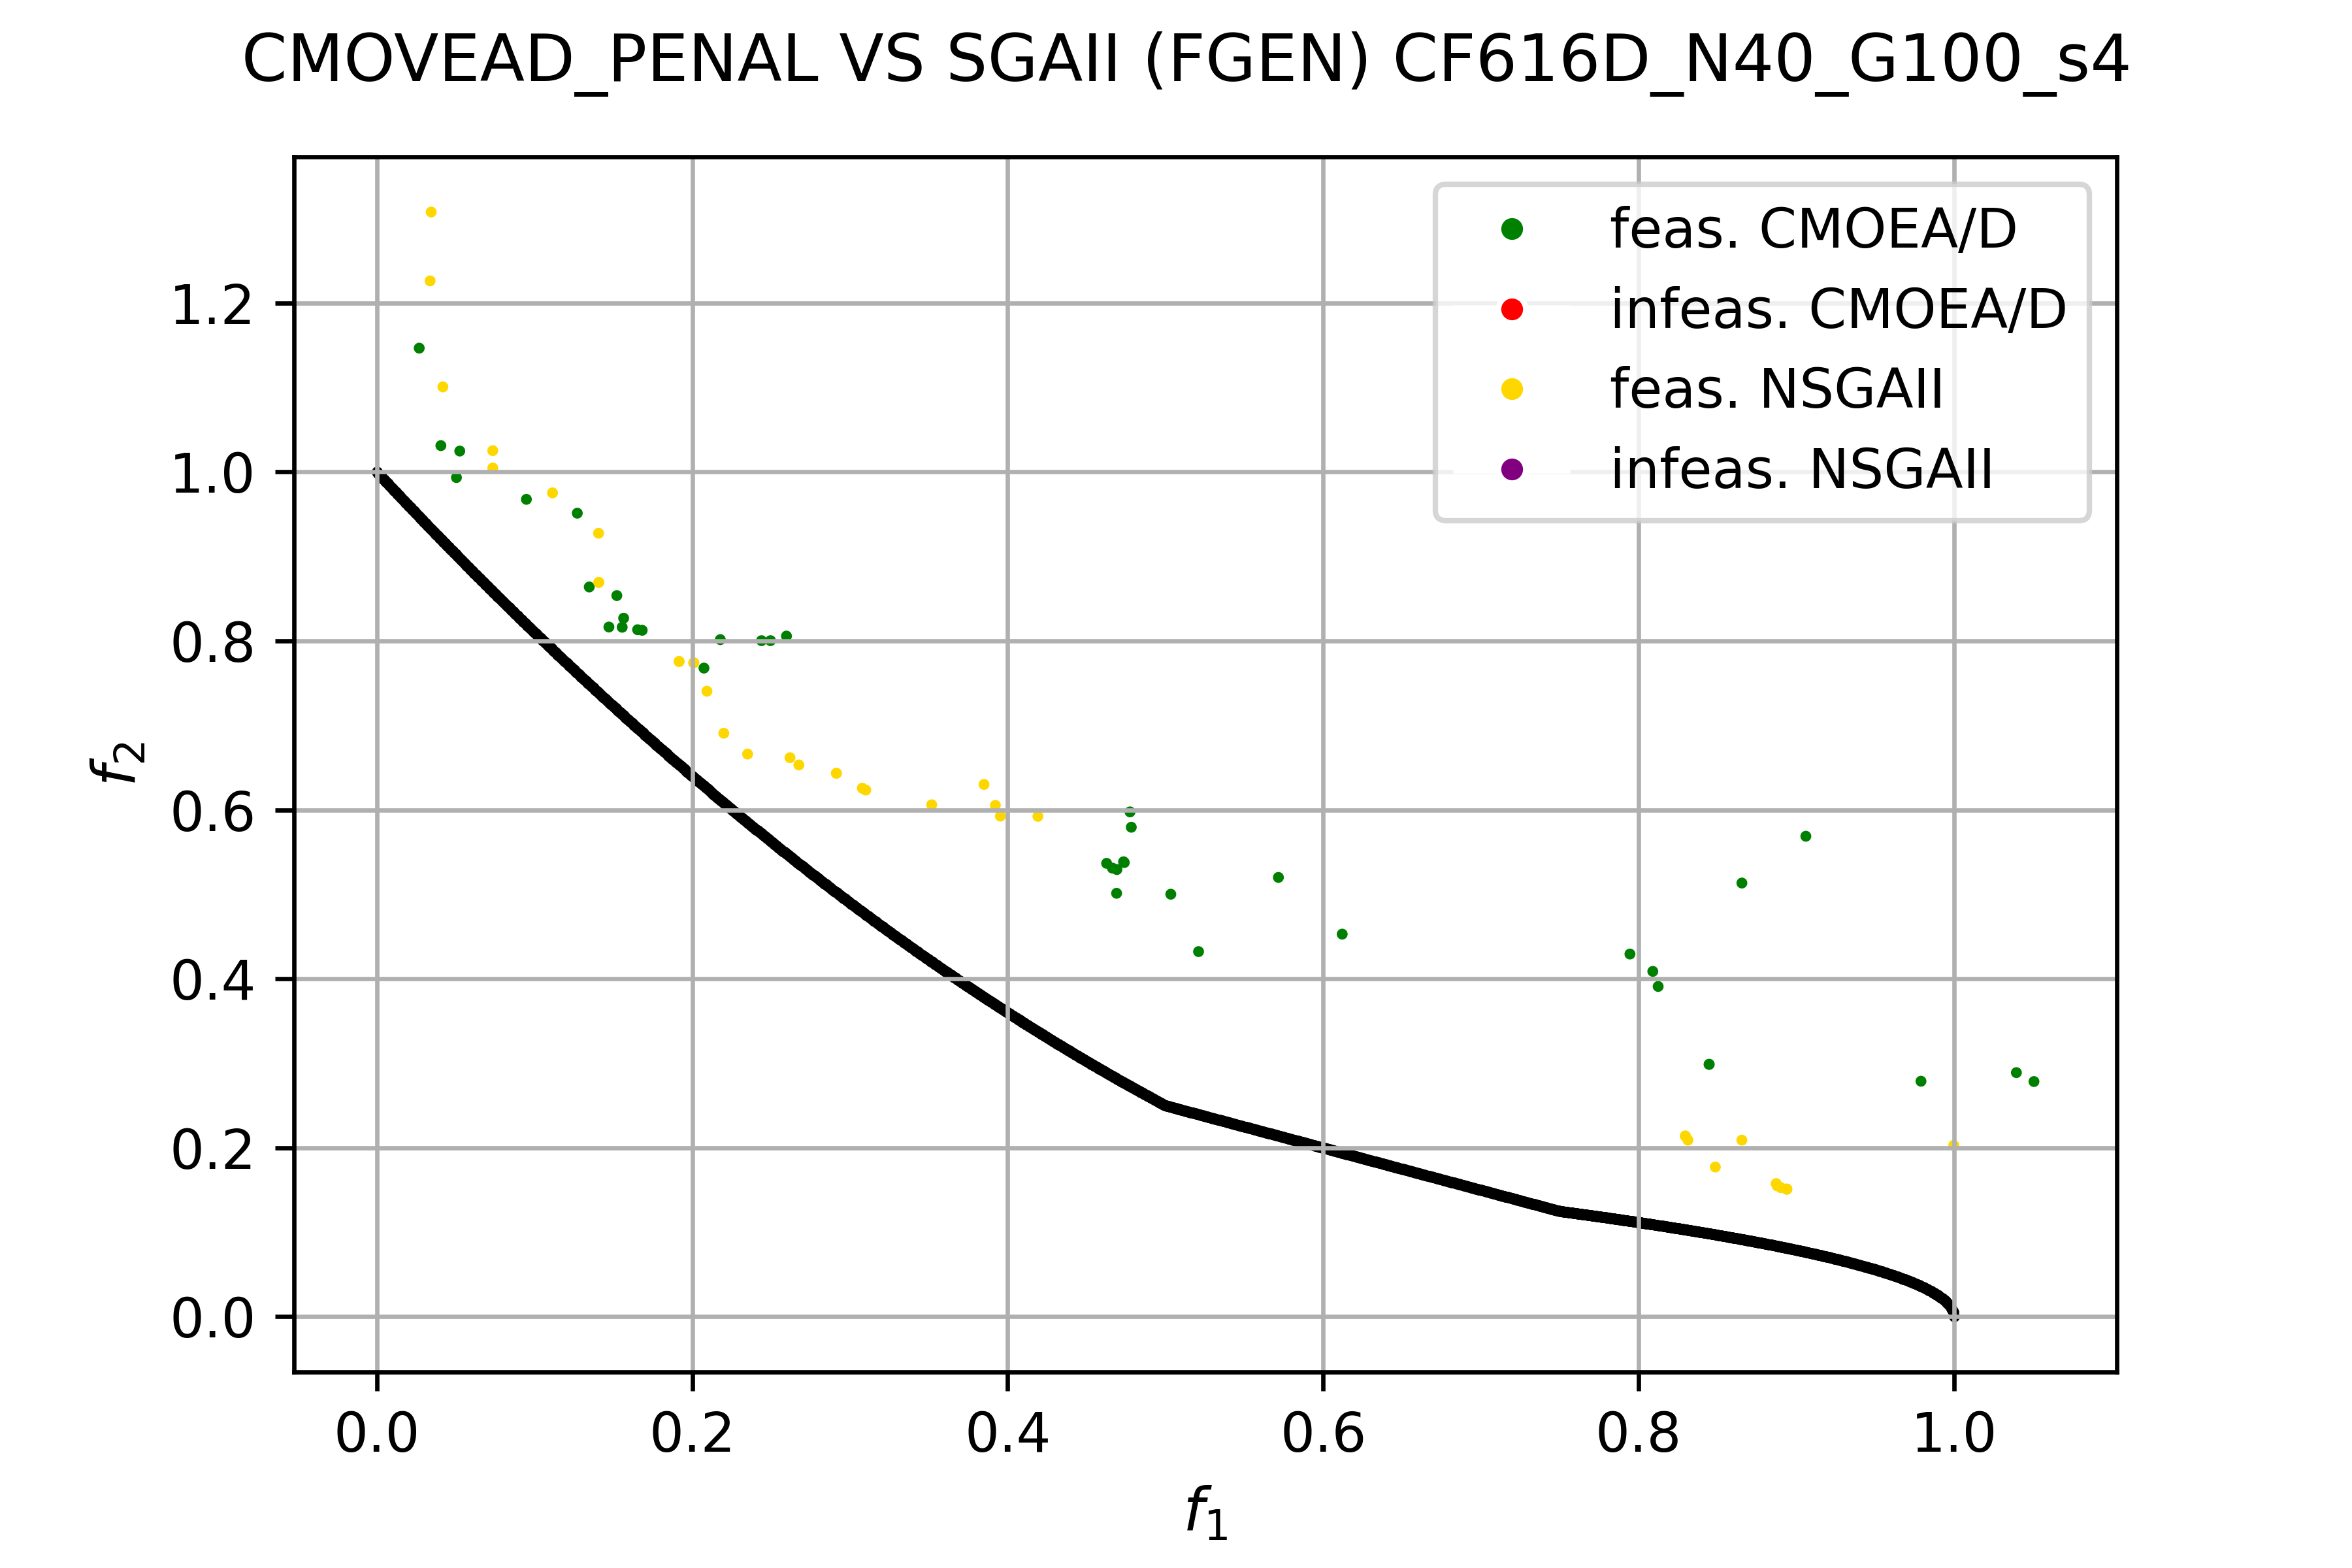 CMOVEAD_PENAL VS SGAII (FGEN) CF616D_N40_G100_s4
feas. CMOEA/D
infeas. CMOEA/D
feas. NSGAII
infeas. NSGAII
1.2
1.0
0.8
0.6
0.4
0.2
0.0
f2
0.0 0.2 0.4 0.6 0.8 1.0
f1